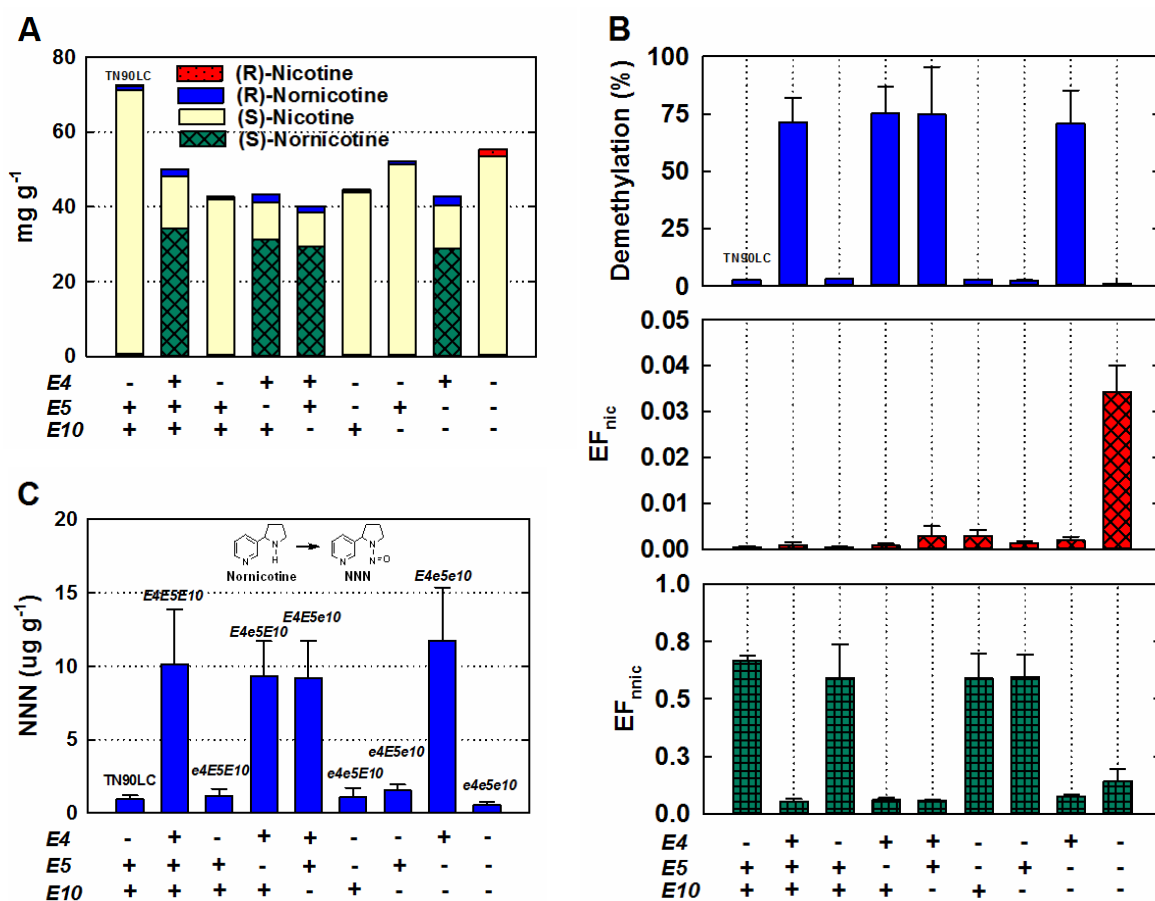 A
80
60
40
20
0
mg g-1
TN90LC
(R)-Nicotine
(R)-Nornicotine
(S)-Nicotine
(S)-Nornicotine
E4 - + - + + - - + -
E5 + + + - + - + - -
E10 + + + + - + - - -
B
100
75
50
25
0
Demethylation (%)
TN90LC
0.05
0.04
0.03
0.02
0.01
0.00
EFnic
1.0
0.8
0.5
0.3
0.0
EFnnic
E4 - + - + + - - + -
E5 + + + - + - + - -
E10 + + + + - + - - -
C
20
15
10
5
0
NNN (ug g-1)
N
N
H
Nornicotine
N
N
N=O
NNN
TN90LC
E4E5E10
e4E5E10
E4e5E10
E4E5e10
e4e5E10
e4E5e10
E4e5e10
e4e5e10
E4 - + - + + - - + -
E5 + + + - + - + - -
E10 + + + + - + - - -